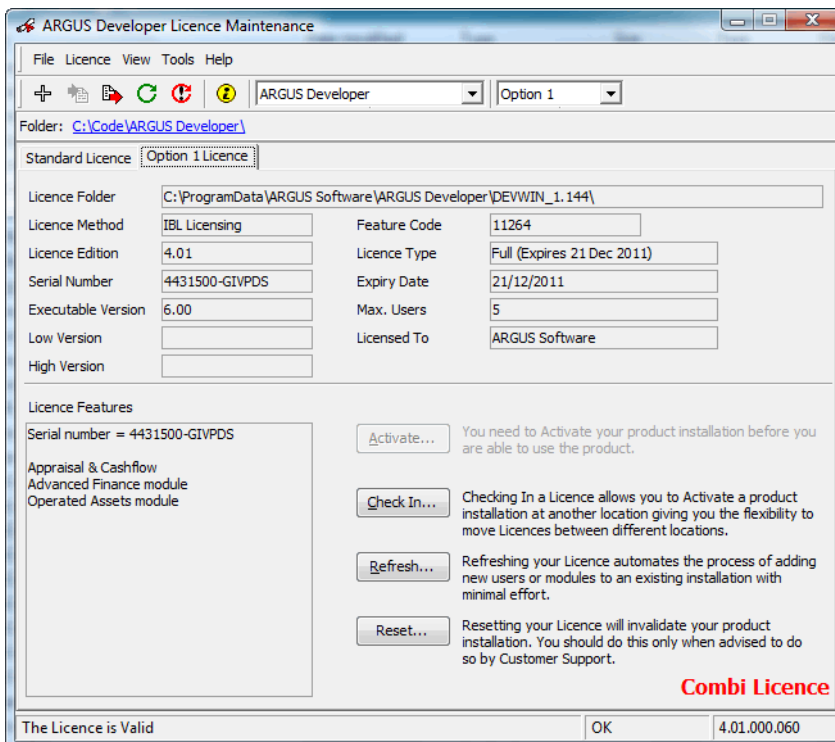 ARGUS Developer Licence Maintenance
File Licence View Tools Help
ARGUS Developer Option 1
Folder: C:\Code\ARGUS Developer\
Standard Licence Option 1 Licence
Licence Folder C:\ProgramData\ARGUS Software\ARGUS Developer\DEVWIN_1.144\
Licence Method IBL Licensing Feature Code 11264
Licence Edition 4.01 Licence Type Full (Expires 21 Dec 2011)
Serial Number 4431500-GIVPDS Expiry Date 21/12/2011
Executable Version 6.00 Max. Users 5
Low Version Licensed To ARGUS Software
High Version
Licence Features
Serial number = 4431500-GIVPDS
Appraisal & Cashflow
Advanced Finance module
Operated Assets module
Activate... You need to Activate your product installation before you
are able to use the product.
Check In... Checking In a Licence allows you to Activate a product
installation at another location giving you the flexibility to
move Licences between different locations.
Refresh... Refreshing your Licence automates the process of adding
new users or modules to an existing installation with
minimal effort.
Reset... Resetting your Licence will invalidate your product
installation. You should do this only when advised to do
so by Customer Support.
Combi Licence
The Licence is Valid OK 4.01.000.060